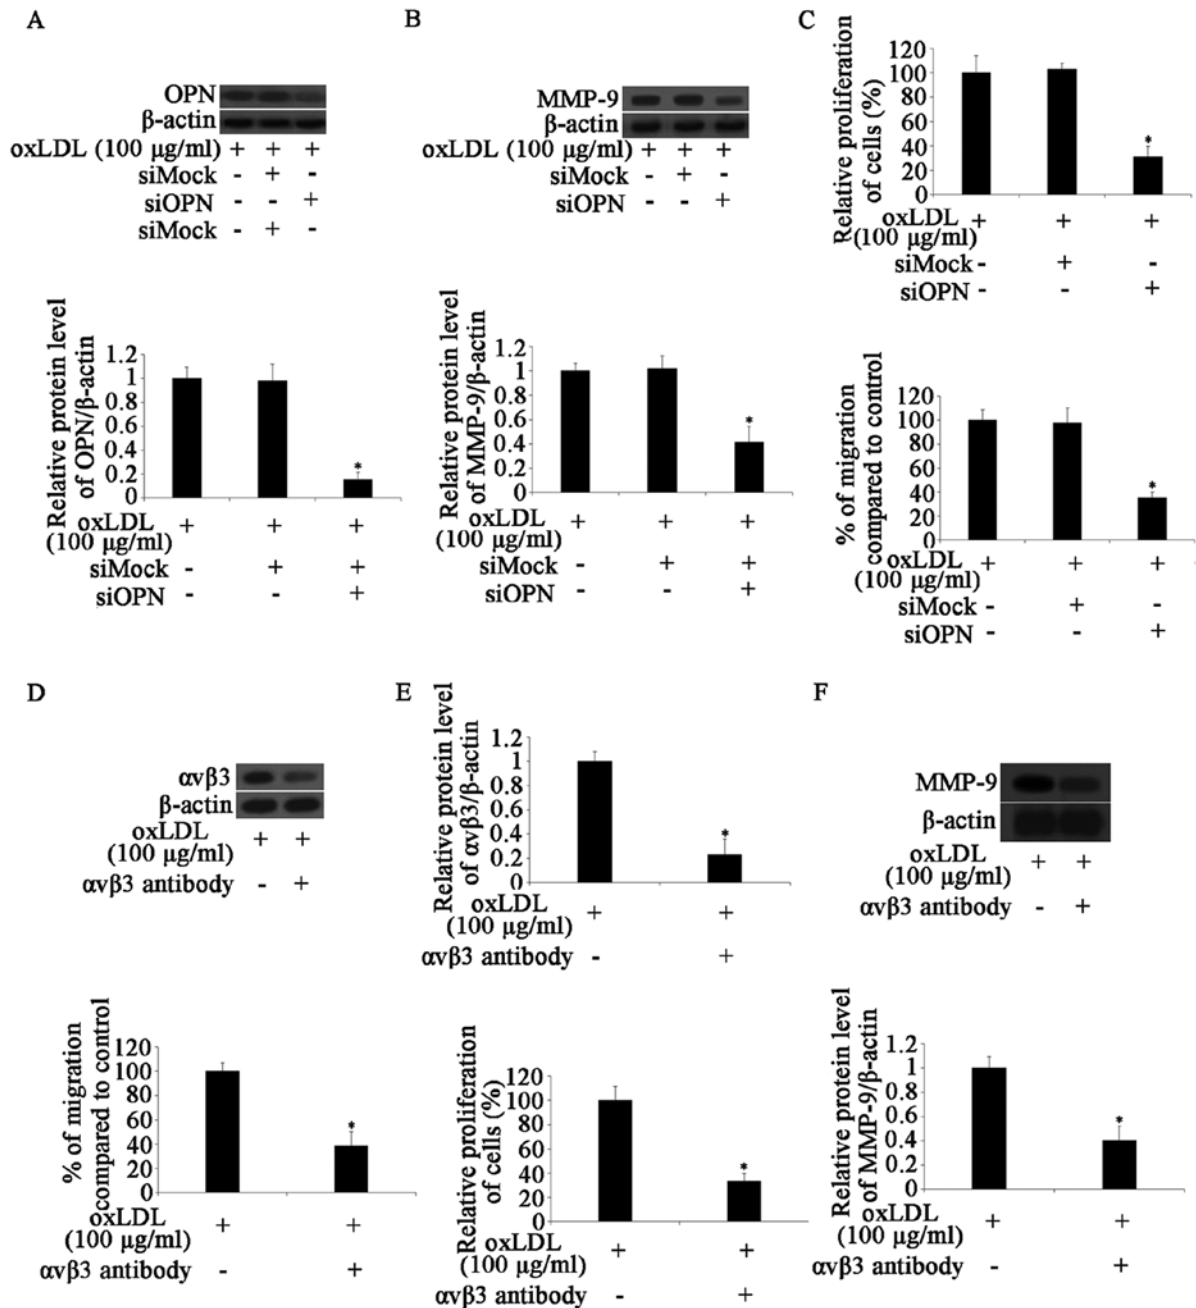 A
OPN
β-actin
oxLDL (100 μg/ml) + + +
siMock - + -
siOPN - - +
siMock - + -
Relative protein level
of OPN/β-actin
1.2
1
0.8
0.6
0.4
0.2
0
*
oxLDL + + +
(100 μg/ml)
siMock - + +
siOPN - - +
B
MMP-9
β-actin
oxLDL (100 μg/ml) + + +
siMock - + -
siOPN - - +
Relative protein level
of MMP-9/β-actin
1.2
1
0.8
0.6
0.4
0.2
0
*
oxLDL + + +
(100 μg/ml)
siMock - + +
siOPN - - +
C
Relative proliferation
of cells (%)
120
100
80
60
40
20
0
*
oxLDL + + +
(100 μg/ml)
siMock - + -
siOPN - - +
% of migration
compared to control
120
100
80
60
40
20
0
*
oxLDL + + +
(100 μg/ml)
siMock - + -
siOPN - - +
D
αvβ3
β-actin
oxLDL + +
(100 μg/ml)
αvβ3 antibody - +
% of migration
compared to control
120
100
80
60
40
20
0
*
oxLDL + +
(100 μg/ml)
αvβ3 antibody - +
E
Relative protein level
of αvβ3/β-actin
1.2
1
0.8
0.6
0.4
0.2
0
*
oxLDL + +
(100 μg/ml)
αvβ3 antibody - +
Relative proliferation
of cells (%)
120
100
80
60
40
20
0
*
oxLDL + +
(100 μg/ml)
αvβ3 antibody - +
F
MMP-9
β-actin
oxLDL + +
(100 μg/ml)
αvβ3 antibody - +
Relative protein level
of MMP-9/β-actin
1.2
1
0.8
0.6
0.4
0.2
0
*
oxLDL + +
(100 μg/ml)
αvβ3 antibody - +